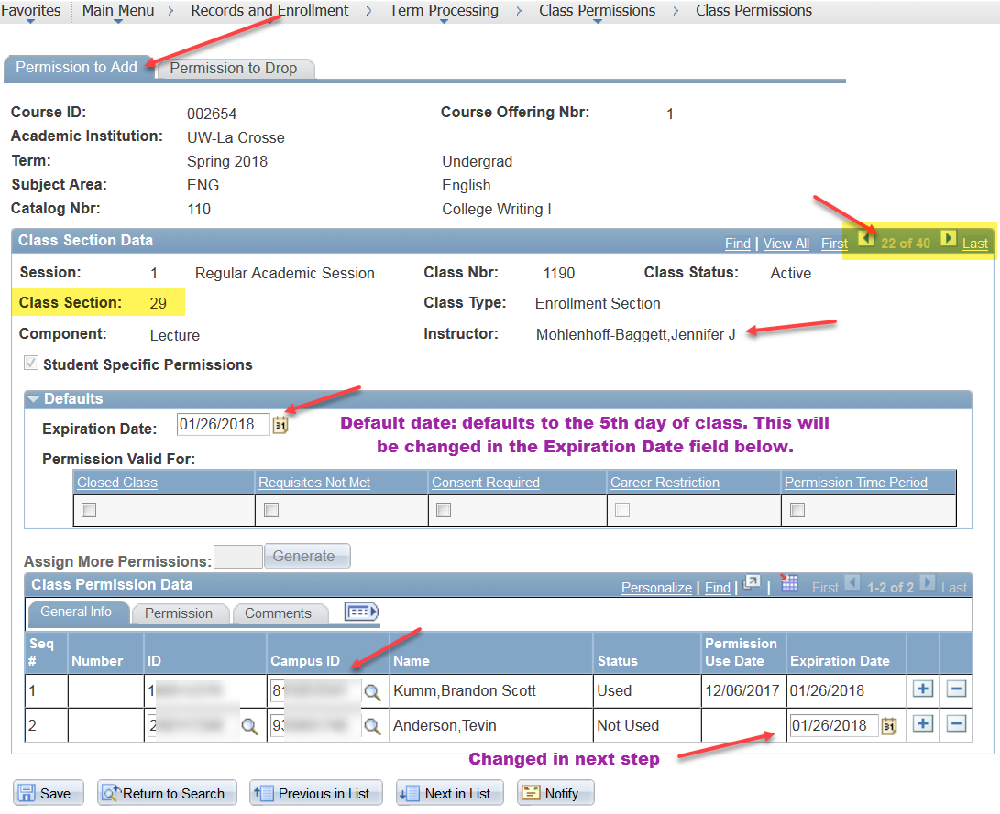 Favorites Main Menu > Records and Enrollment > Term Processing > Class Permissions > Class Permissions
Permission to Add Permission to Drop
Course ID: 002654 Course Offering Nbr: 1
Academic Institution: UW-La Crosse
Term: Spring 2018 Undergrad
Subject Area: ENG English
Catalog Nbr: 110 College Writing I
Class Section Data Find | View All First 22 of 40 Last
Session: 1 Regular Academic Session Class Nbr: 1190 Class Status: Active
Class Section: 29 Class Type: Enrollment Section
Component: Lecture Instructor: Mohlenhoff-Baggett,Jennifer J
Student Specific Permissions
Defaults
Expiration Date: 01/26/2018 31 Default date: defaults to the 5th day of class. This will
be changed in the Expiration Date field below.
Permission Valid For:
Closed Class Requisites Not Met Consent Required Career Restriction Permission Time Period
Assign More Permissions: Generate
Class Permission Data Personalize | Find | | First 1-2 of 2 Last
General Info Permission Comments
Seq # Number ID Campus ID Name Status Permission Use Date Expiration Date
1 1 81 Kumm,Brandon Scott Used 12/06/2017 01/26/2018
2 2 93 Anderson,Tevin Not Used 01/26/2018 31
Changed in next step
Save Return to Search Previous in List Next in List Notify